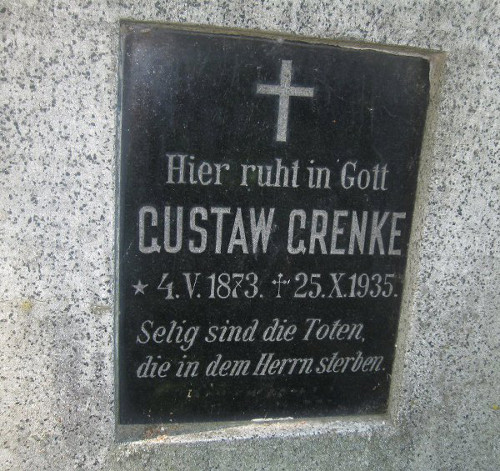 Hier ruht in Gott
GUSTAW GRENKE
* 4.V.1873. ✝25.X.1935.
Selig sind die Toten,
die in dem Herrn sterben.